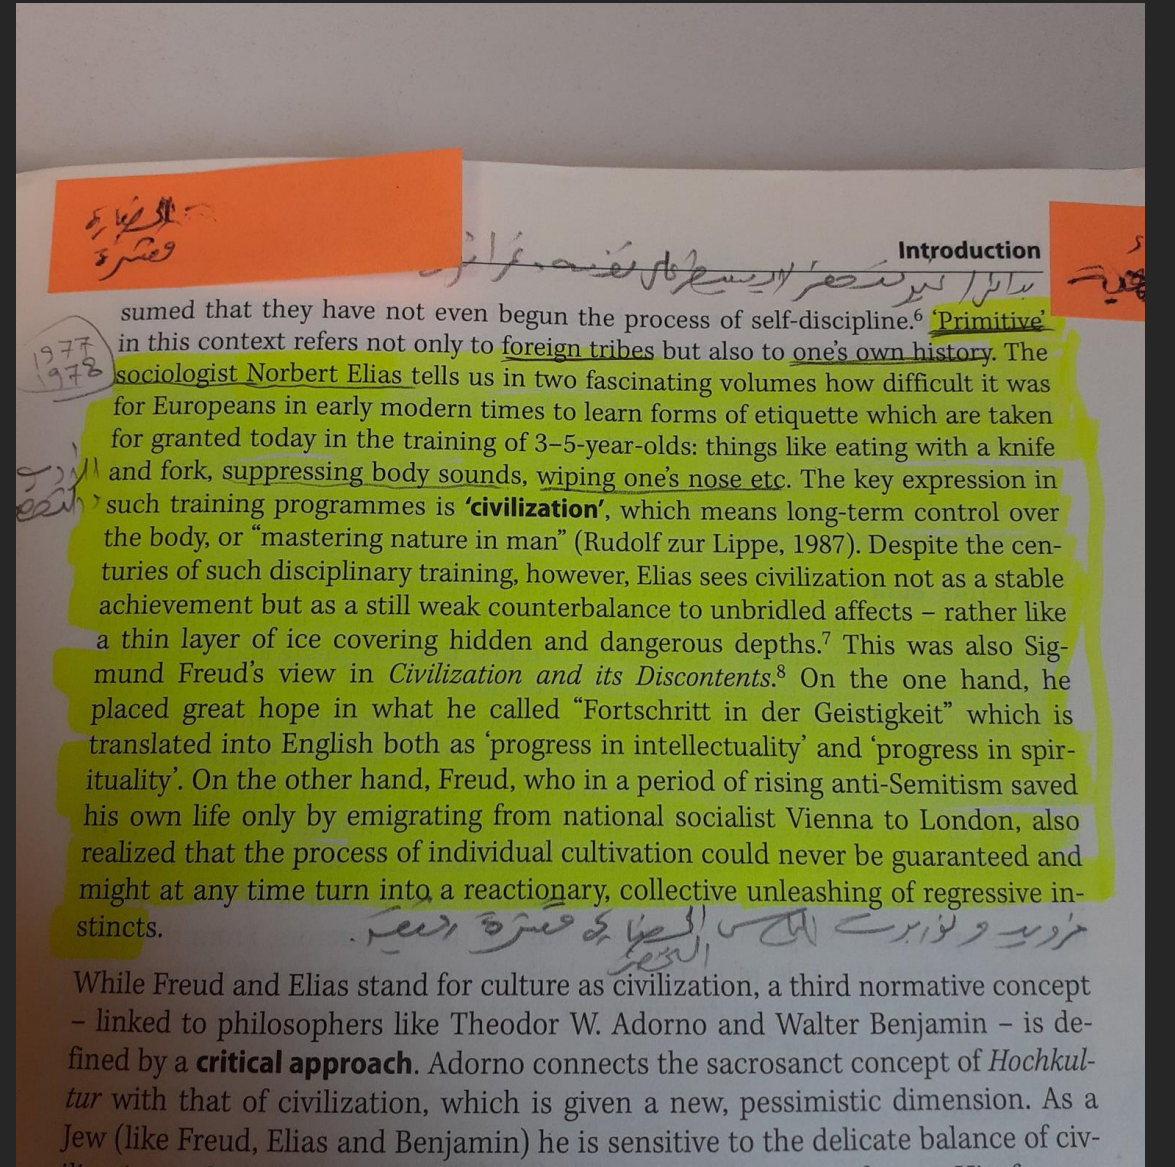 الحضارة
قشرة
Introduction
sumed that they have not even begun the process of self-discipline.⁶ ‘Primitive’
in this context refers not only to foreign tribes but also to one’s own history. The
1977
1978
sociologist Norbert Elias tells us in two fascinating volumes how difficult it was
for Europeans in early modern times to learn forms of etiquette which are taken
for granted today in the training of 3–5-year-olds: things like eating with a knife
and fork, suppressing body sounds, wiping one’s nose etc. The key expression in
such training programmes is ‘civilization’, which means long-term control over
the body, or “mastering nature in man” (Rudolf zur Lippe, 1987). Despite the cen-
turies of such disciplinary training, however, Elias sees civilization not as a stable
achievement but as a still weak counterbalance to unbridled affects – rather like
a thin layer of ice covering hidden and dangerous depths.⁷ This was also Sig-
mund Freud’s view in Civilization and its Discontents.⁸ On the one hand, he
placed great hope in what he called “Fortschritt in der Geistigkeit” which is
translated into English both as ‘progress in intellectuality’ and ‘progress in spir-
ituality’. On the other hand, Freud, who in a period of rising anti-Semitism saved
his own life only by emigrating from national socialist Vienna to London, also
realized that the process of individual cultivation could never be guaranteed and
might at any time turn into a reactionary, collective unleashing of regressive in-
stincts.
فرويد و نوربرت الياس الحضارة قشرة رقيقة.
التحضر
While Freud and Elias stand for culture as civilization, a third normative concept
– linked to philosophers like Theodor W. Adorno and Walter Benjamin – is de-
fined by a critical approach. Adorno connects the sacrosanct concept of Hochkul-
tur with that of civilization, which is given a new, pessimistic dimension. As a
Jew (like Freud, Elias and Benjamin) he is sensitive to the delicate balance of civ-